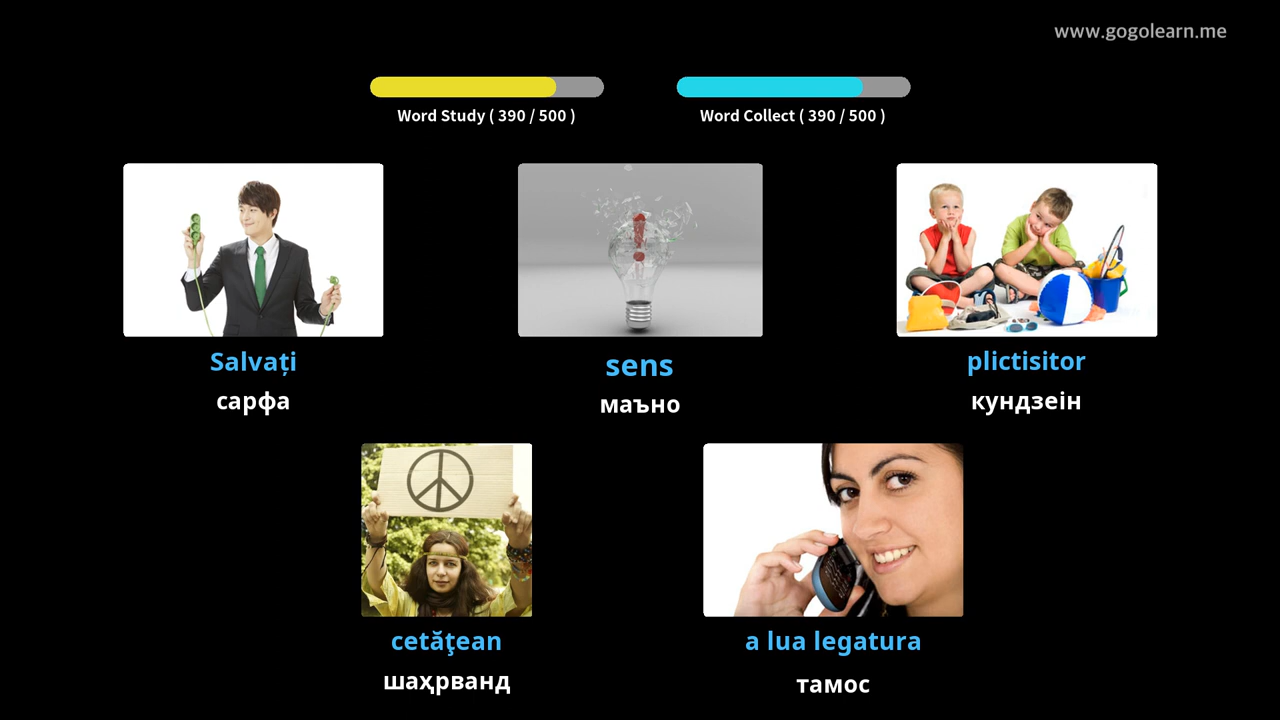 www.gogolearn.me
Word Study ( 390 / 500 )
Word Collect ( 390 / 500 )
Salvați
sens
plictisitor
сарфа
маъно
кундзеін
cetăţean
a lua legatura
шаҳрванд
тамос